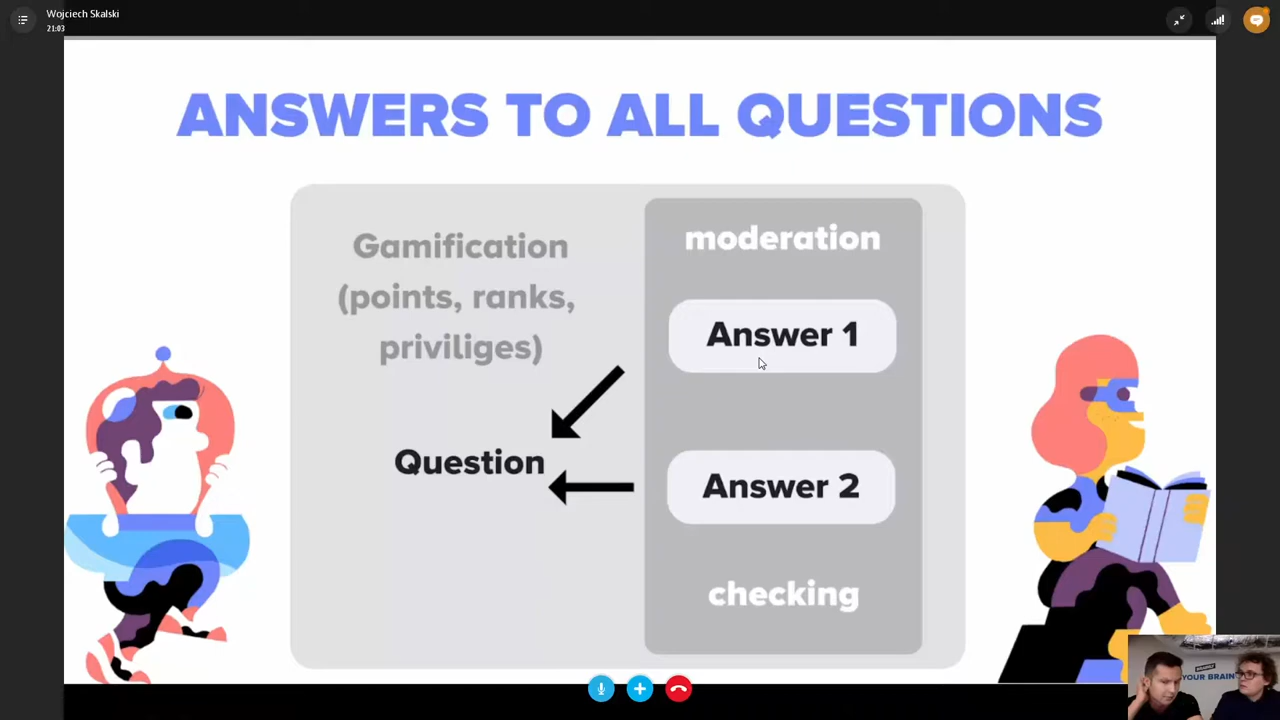 Wojciech Skalski
21:03
ANSWERS TO ALL QUESTIONS
Gamification
(points, ranks,
priviliges)
Question
moderation
Answer 1
Answer 2
checking
YOUR BRAIN